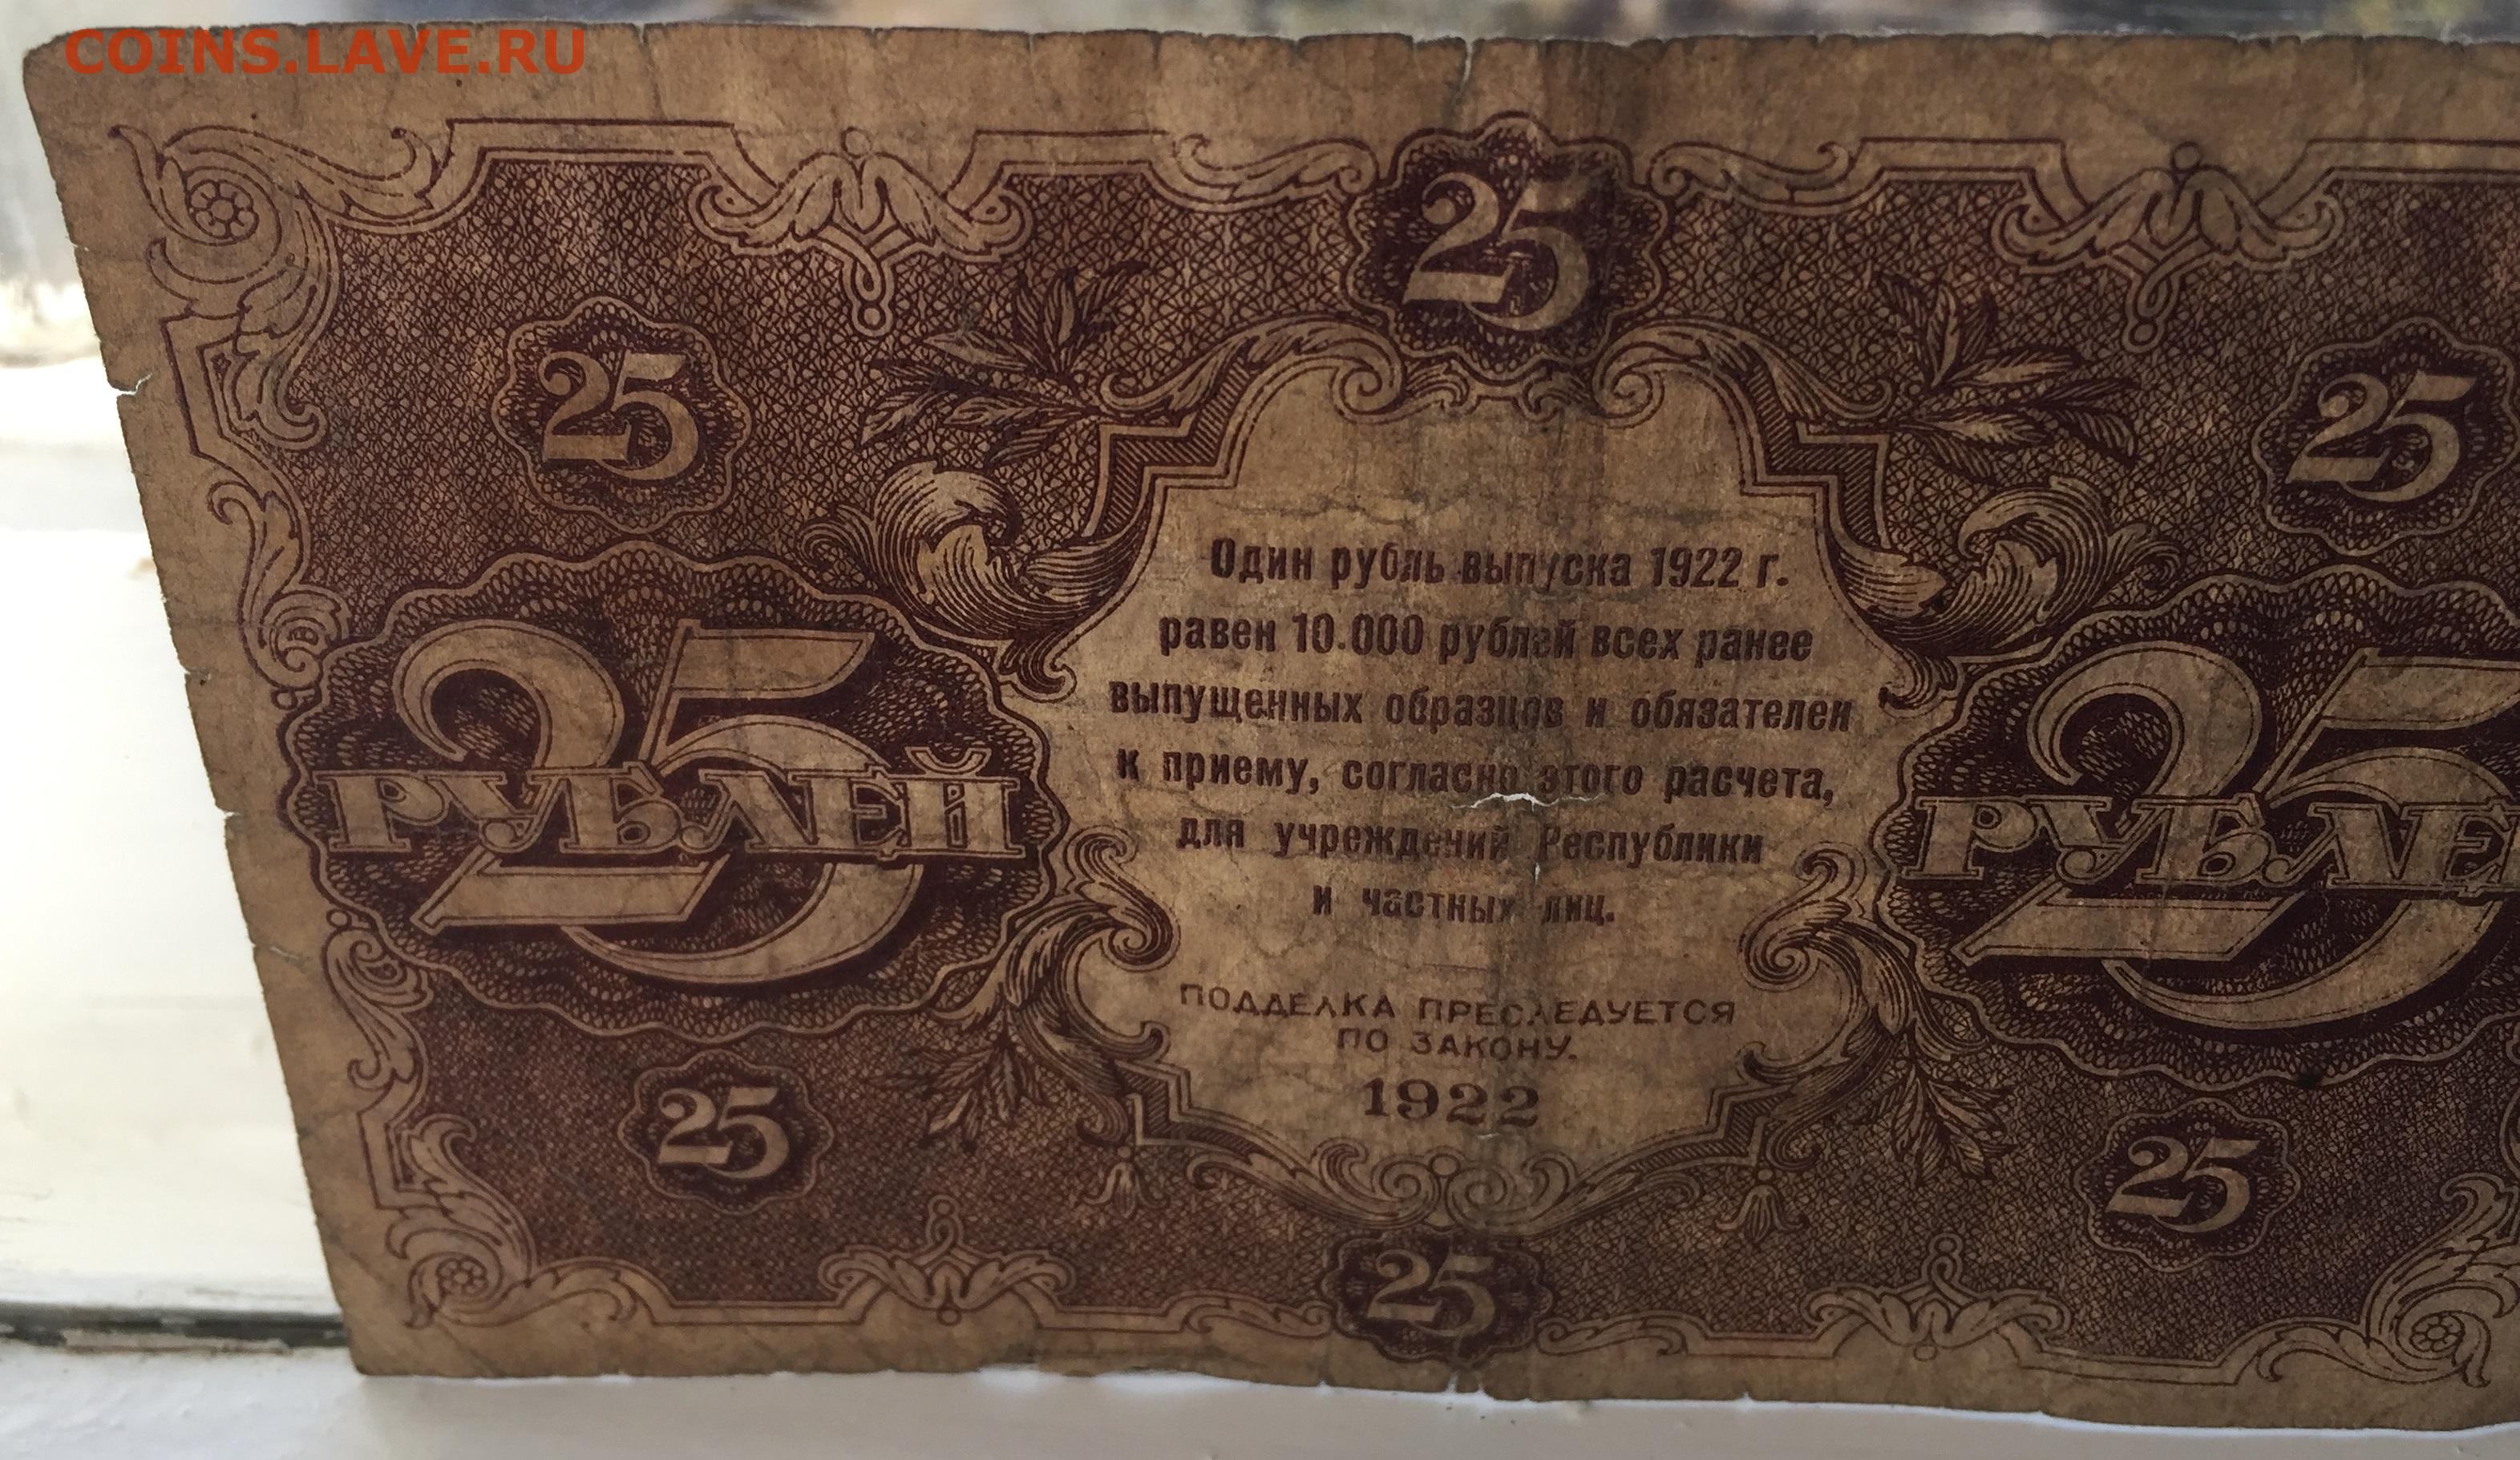 COINS.LAVE.RU
25
25
25
Один рубль выпуска 1922 г.
равен 10.000 рублей всех ранее
выпущенных образцов и обязателен
к приему, согласно этого расчета,
для учреждений Республики
и частных лиц.
25 РУБЛЕЙ
25 РУБЛЕ
ПОДДЕЛКА ПРЕСЛЕДУЕТСЯ
ПО ЗАКОНУ.
1922
25
25
25